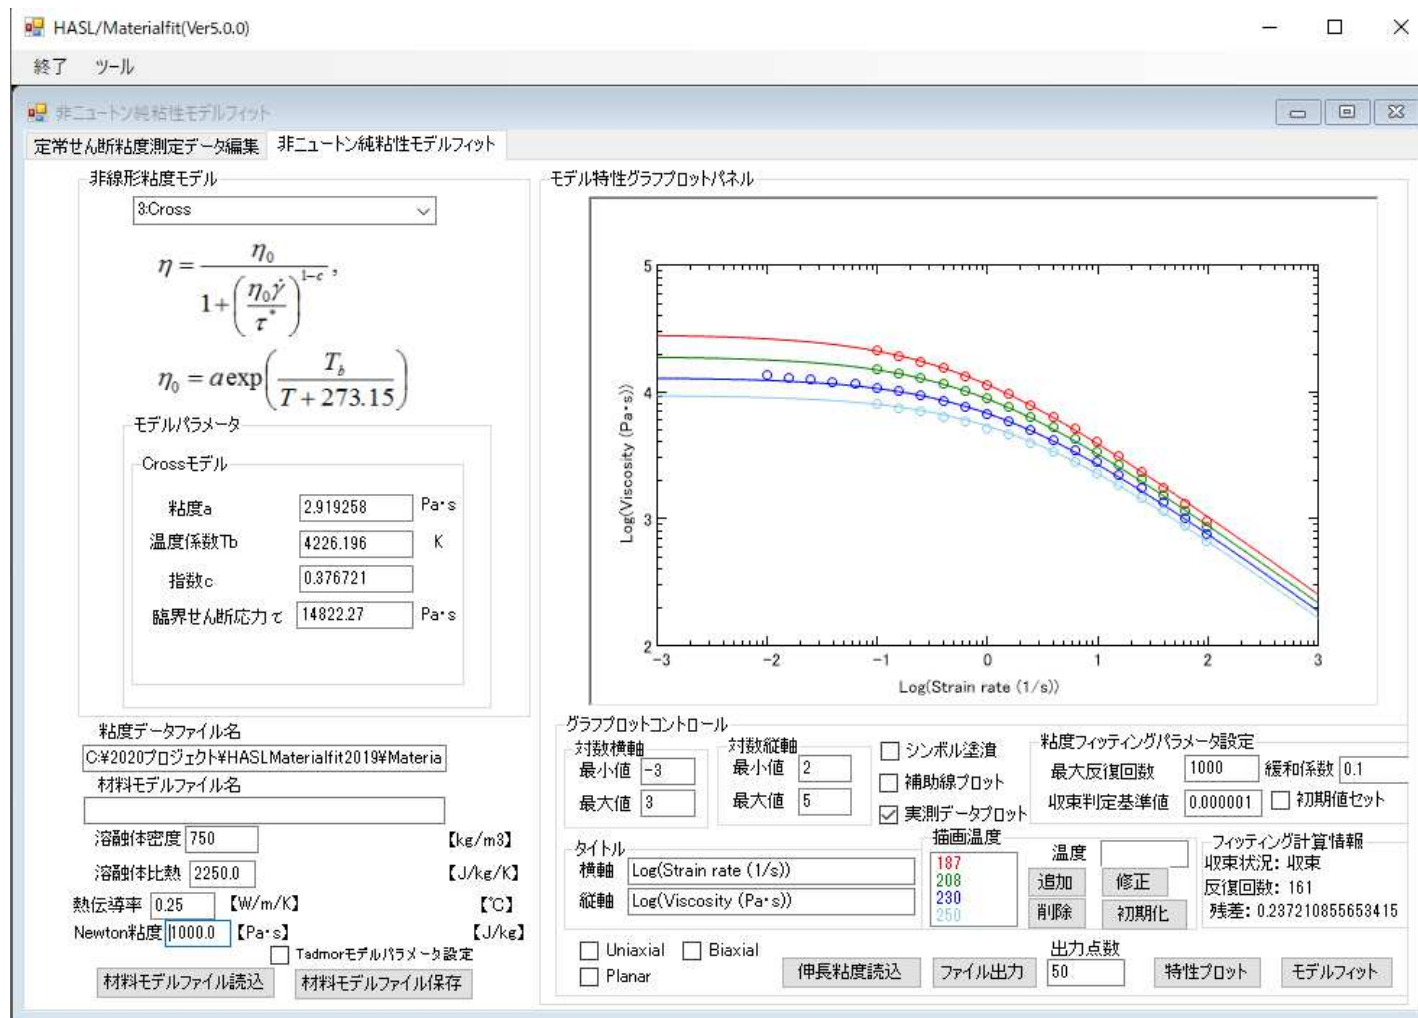 HASL/Materialfit(Ver5.0.0)
終了 ツール
非ニュートン純粘性モデルフィット
定常せん断粘度測定データ編集 非ニュートン純粘性モデルフィット
非線形粘度モデル
3:Cross
η = η₀ / (1+(η₀γ̇/τ*)^(1-c)),
η₀ = a exp(T_b / (T+273.15))
モデルパラメータ
Crossモデル
粘度a 2.919258 Pa・s
温度係数Tb 4226.196 K
指数c 0.376721
臨界せん断応力τ 14822.27 Pa・s
粘度データファイル名
C:¥2020プロジェクト¥HASLMaterialfit2019¥Materia
材料モデルファイル名
溶融体密度 750 【kg/m3】
溶融体比熱 2250.0 【J/kg/K】
熱伝導率 0.25 【W/m/K】 【℃】
Newton粘度 1000.0 【Pa・s】 【J/kg】
Tadmorモデルパラメータ設定
材料モデルファイル読込 材料モデルファイル保存
モデル特性グラフプロットパネル
5
4
3
2
Log(Viscosity (Pa・s))
-3 -2 -1 0 1 2 3
Log(Strain rate (1/s))
グラフプロットコントロール
対数横軸
最小値 -3
最大値 3
対数縦軸
最小値 2
最大値 5
シンボル塗潰
補助線プロット
実測データプロット
粘度フィッティングパラメータ設定
最大反復回数 1000 緩和係数 0.1
収束判定基準値 0.000001 初期値セット
タイトル
横軸 Log(Strain rate (1/s))
縦軸 Log(Viscosity (Pa・s))
描画温度
187
208
230
250
温度
追加 修正
削除 初期化
フィッティング計算情報
収束状況: 収束
反復回数: 161
残差: 0.237210855653415
Uniaxial Biaxial
Planar
伸長粘度読込 ファイル出力
出力点数
50
特性プロット モデルフィット